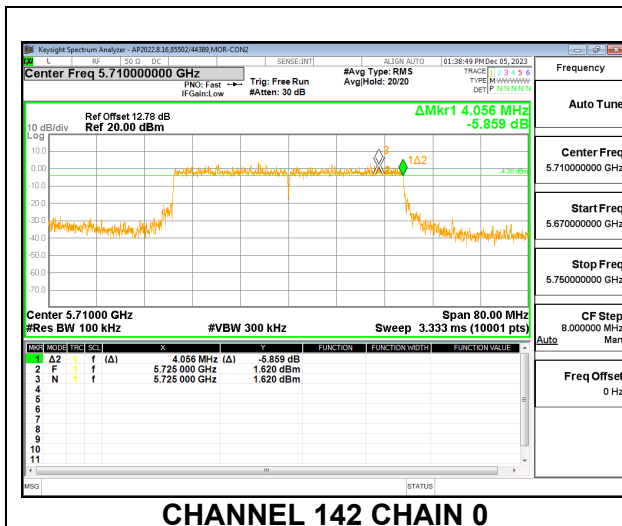 Keysight Spectrum Analyzer - AP2022.8.16,85502/44389,MOR-CON2
L RF 50 Ω DC SENSE:INT ALIGN AUTO 01:38:49 PM Dec 05, 2023
Center Freq 5.710000000 GHz
PNO: Fast
IFGain:Low
Trig: Free Run
#Atten: 30 dB
#Avg Type: RMS
Avg|Hold: 20/20
TRACE 1 2 3 4 5 6
TYPE M WWWWW
DET P N N N N N
Frequency
Auto Tune
Center Freq
5.710000000 GHz
Start Freq
5.670000000 GHz
Stop Freq
5.750000000 GHz
CF Step
8.000000 MHz
Auto Man
Freq Offset
0 Hz
Ref Offset 12.78 dB
10 dB/div Ref 20.00 dBm
Log
ΔMkr1 4.056 MHz
-5.859 dB
10.0
0.00
-10.0
-20.0
-30.0
-40.0
-50.0
-60.0
-70.0
3
1Δ2
-4.38 dBm
Center 5.71000 GHz Span 80.00 MHz
#Res BW 100 kHz #VBW 300 kHz Sweep 3.333 ms (10001 pts)
MKR MODE TRC SCL X Y FUNCTION FUNCTION WIDTH FUNCTION VALUE
1 Δ2 1 f (Δ) 4.056 MHz (Δ) -5.859 dB
2 F 1 f 5.725 000 GHz 1.620 dBm
3 N 1 f 5.725 000 GHz 1.620 dBm
4
5
6
7
8
9
10
11
MSG STATUS
CHANNEL 142 CHAIN 0